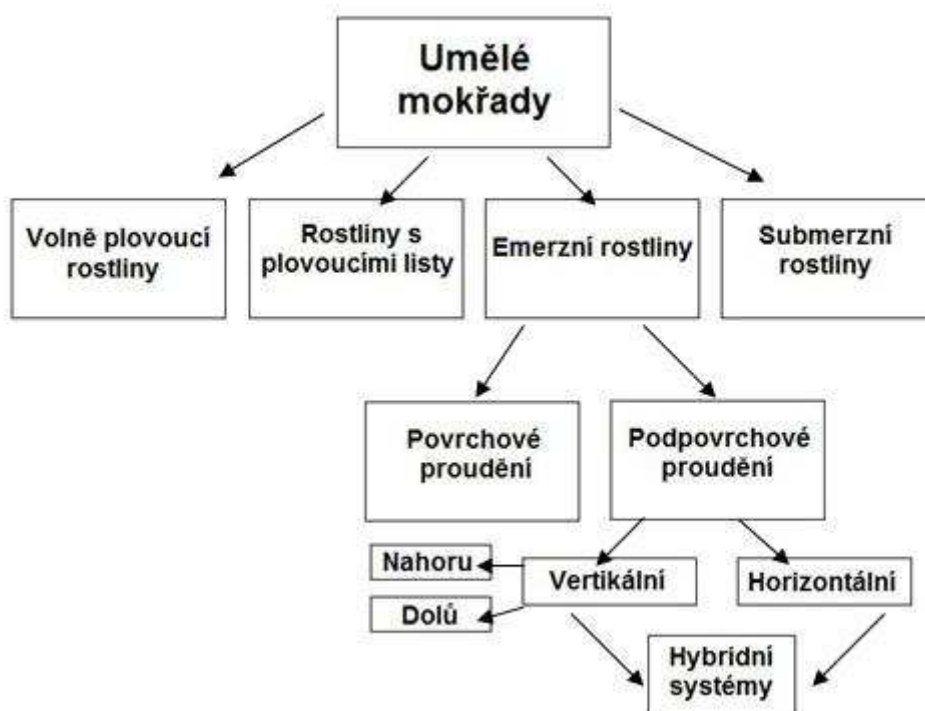 Umělé
mokřady
Volně plovoucí
rostliny
Rostliny s
plovoucími listy
Emerzní rostliny
Submerzní
rostliny
Povrchové
proudění
Podpovrchové
proudění
Nahoru
Dolů
Vertikální
Horizontální
Hybridní
systémy